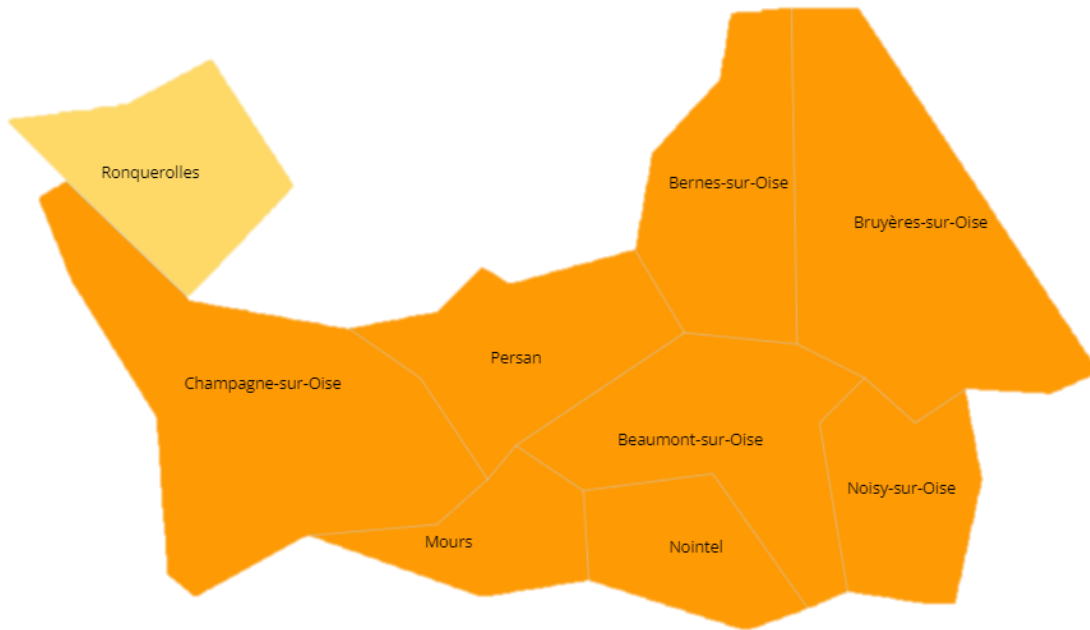 Ronquerolles
Bernes-sur-Oise
Bruyères-sur-Oise
Persan
Champagne-sur-Oise
Beaumont-sur-Oise
Noisy-sur-Oise
Mours
Nointel